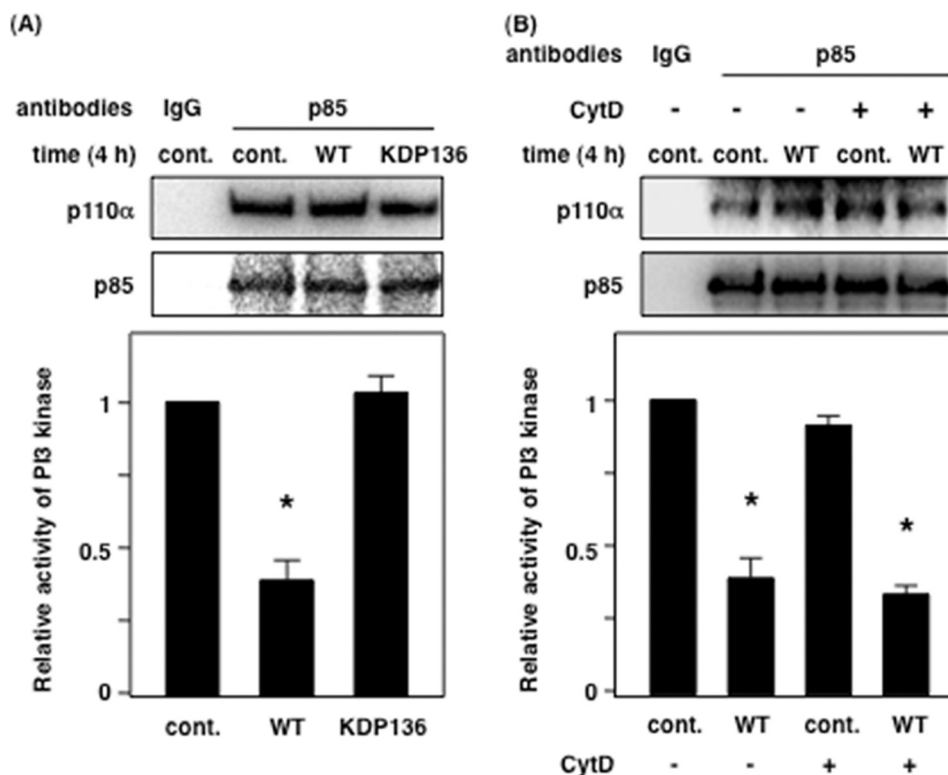 (A)
antibodies IgG p85
time (4 h) cont. cont. WT KDP136
p110α
p85
Relative activity of PI3 kinase
1
0.5
0
cont. WT KDP136
(B)
antibodies IgG p85
CytD - - - + +
time (4 h) cont. cont. WT cont. WT
p110α
p85
Relative activity of PI3 kinase
1
0.5
0
* 
*
*
cont. WT cont. WT
CytD - - + +